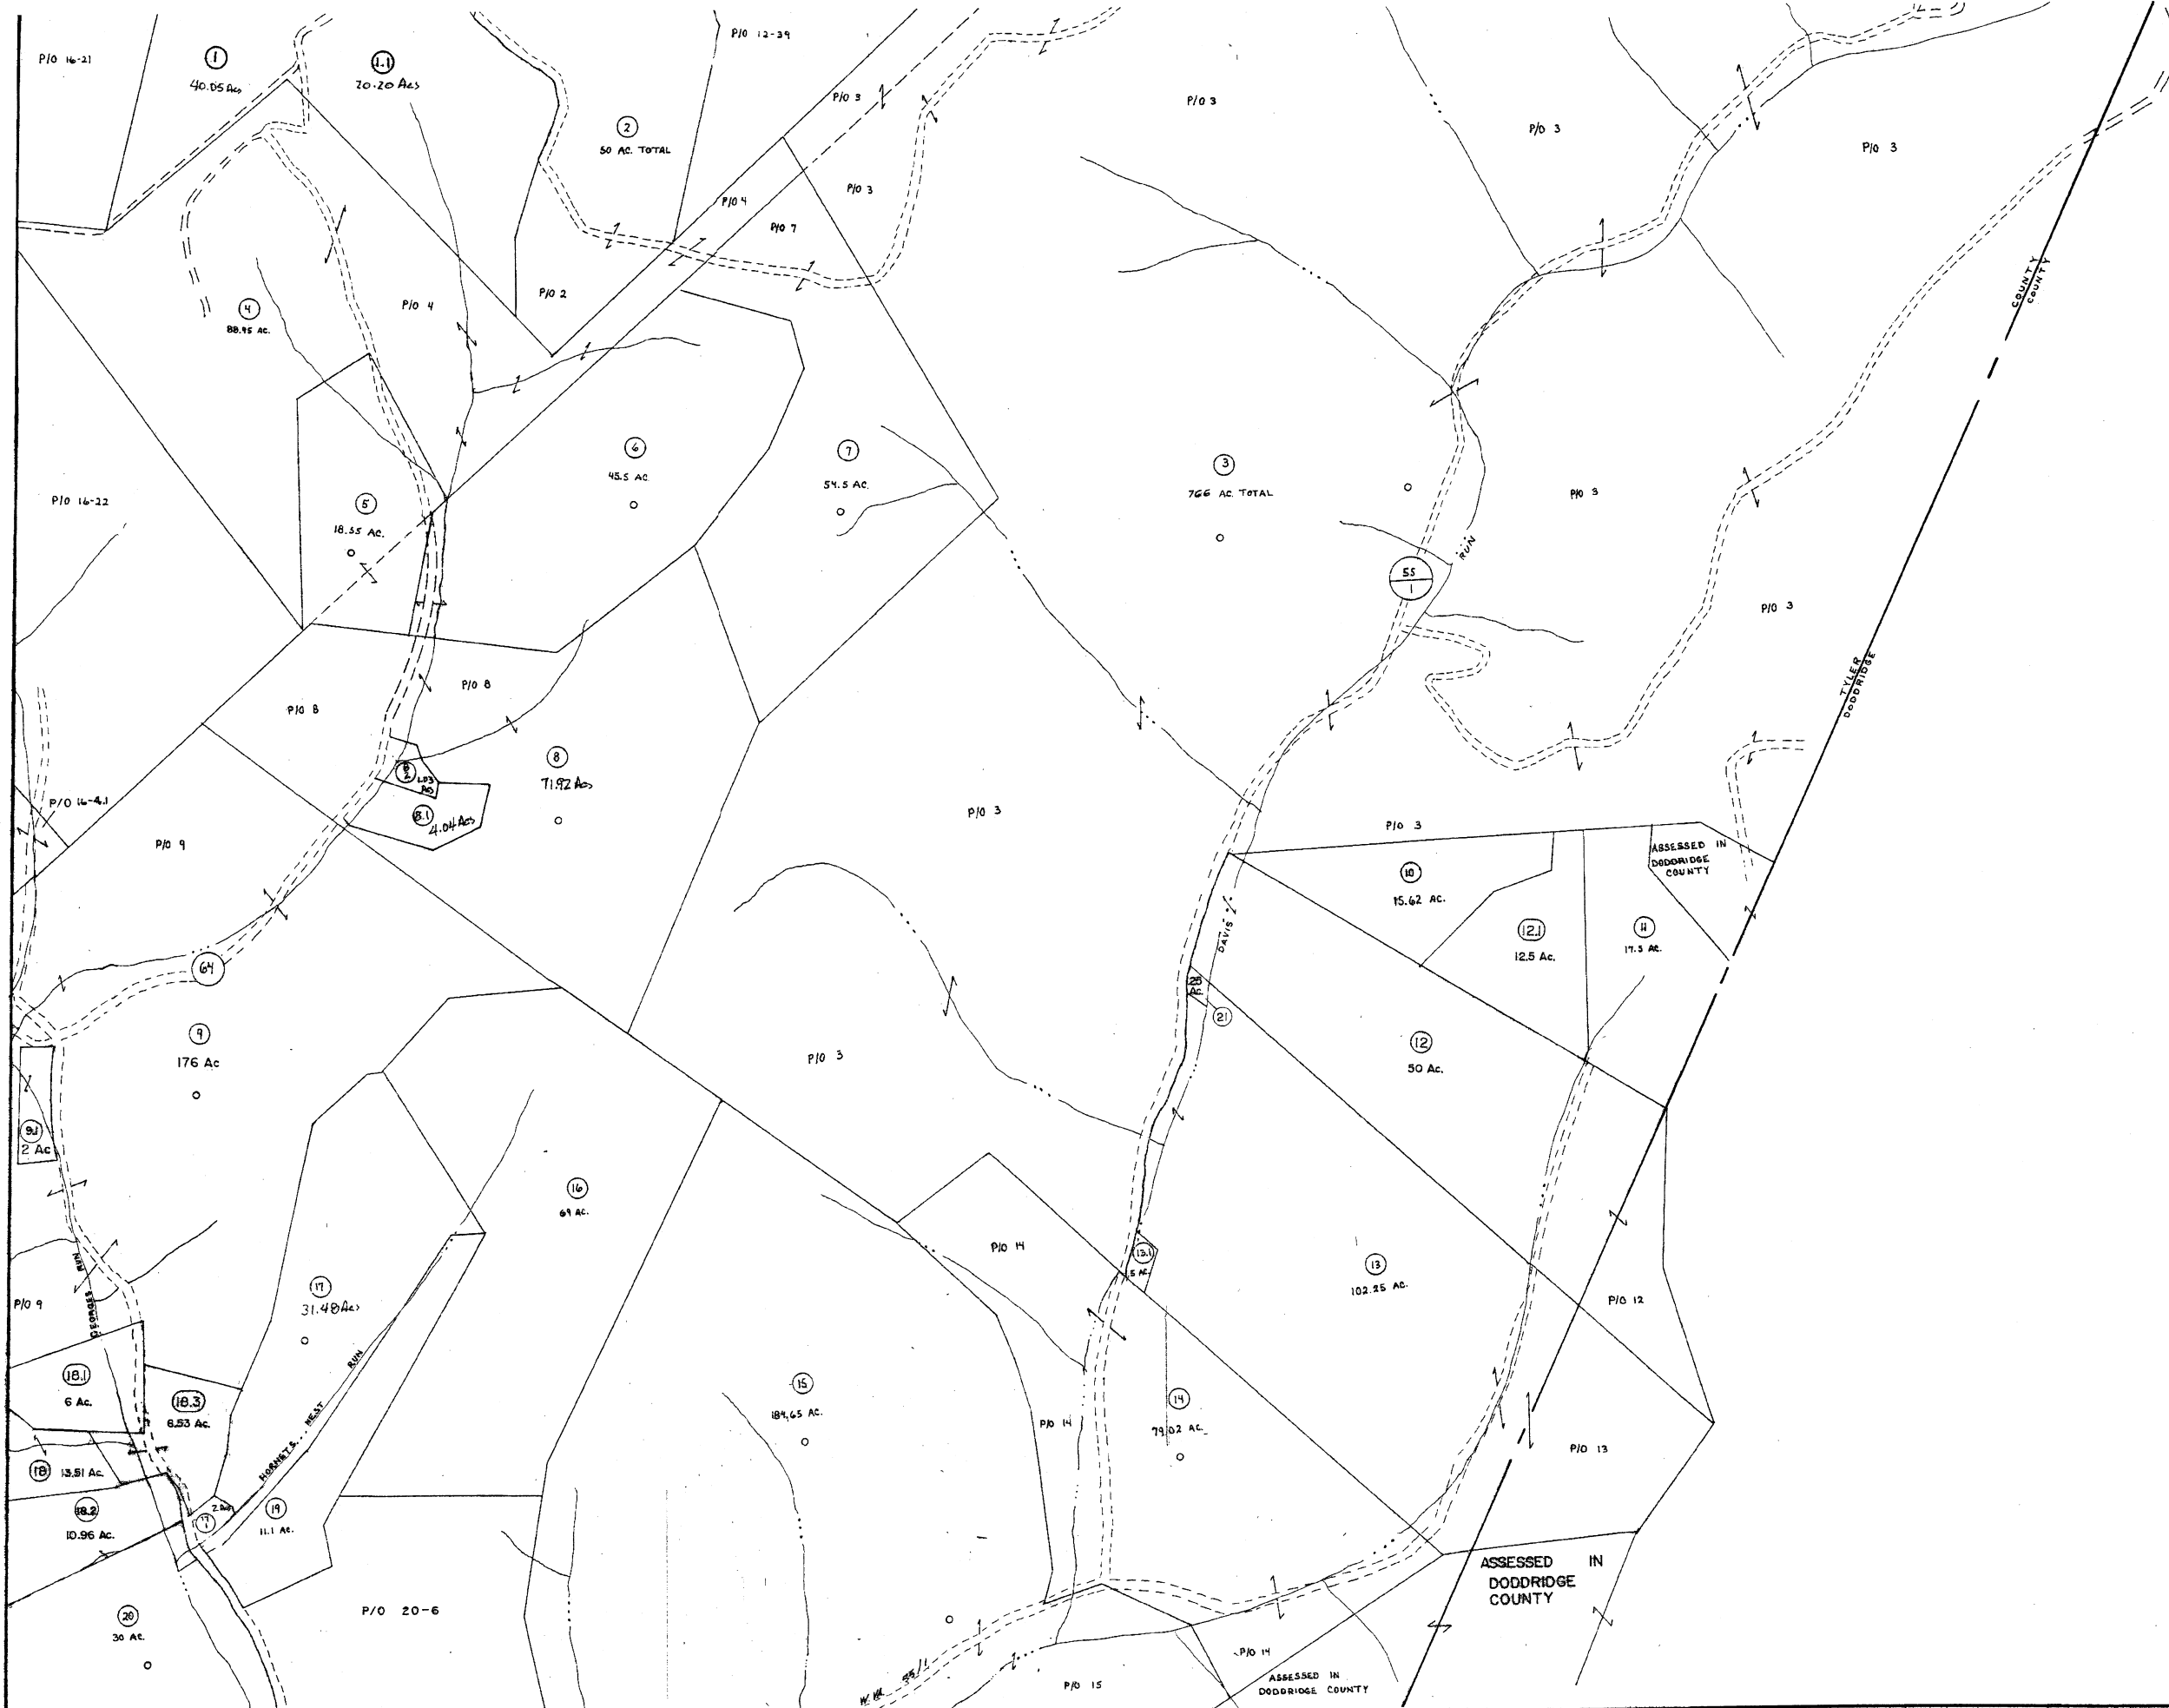 P/O 16-21
1
40.05 Acs
1.1
20.20 Acs
P/O 12-39
2
50 AC. TOTAL
P/O 3
P/O 3
P/O 3
P/O 3
P/O 3
P/O 4
P/O 7
4
88.95 AC.
P/O 4
P/O 2
COUNTY
COUNTY
P/O 16-22
5
18.35 AC.
6
45.5 AC.
7
54.5 AC.
3
766 AC. TOTAL
P/O 3
RUN
55
1
P/O 3
TYLER
DODDRIDGE
P/O 8
P/O 8
8
71.92 Acs
8.1
4.04 Acs
P/O 16-4.1
P/O 9
P/O 3
P/O 3
ASSESSED IN
DODDRIDGE
COUNTY
10
15.62 AC.
12.1
12.5 Ac.
11
17.3 AC.
DAVIS
64
21
9
176 Ac
P/O 3
12
50 Ac.
9.1
2 Ac
16
69 AC.
P/O 14
13.1
.5 AC.
13
102.25 AC.
P/O 12
RUN
GEORGES
P/O 9
17
31.48 Acs
RUN
NEST
HORNETS
18.1
6 Ac.
18.3
6.53 Ac.
15
184.65 AC.
14
79.02 AC.
P/O 14
P/O 13
18
13.51 Ac.
18.2
10.96 Ac.
17
1
19
11.1 AC.
ASSESSED IN
DODDRIDGE
COUNTY
20
30 AC.
P/O 20-6
55/1
P/O 14
P/O 15
ASSESSED IN
DODDRIDGE COUNTY